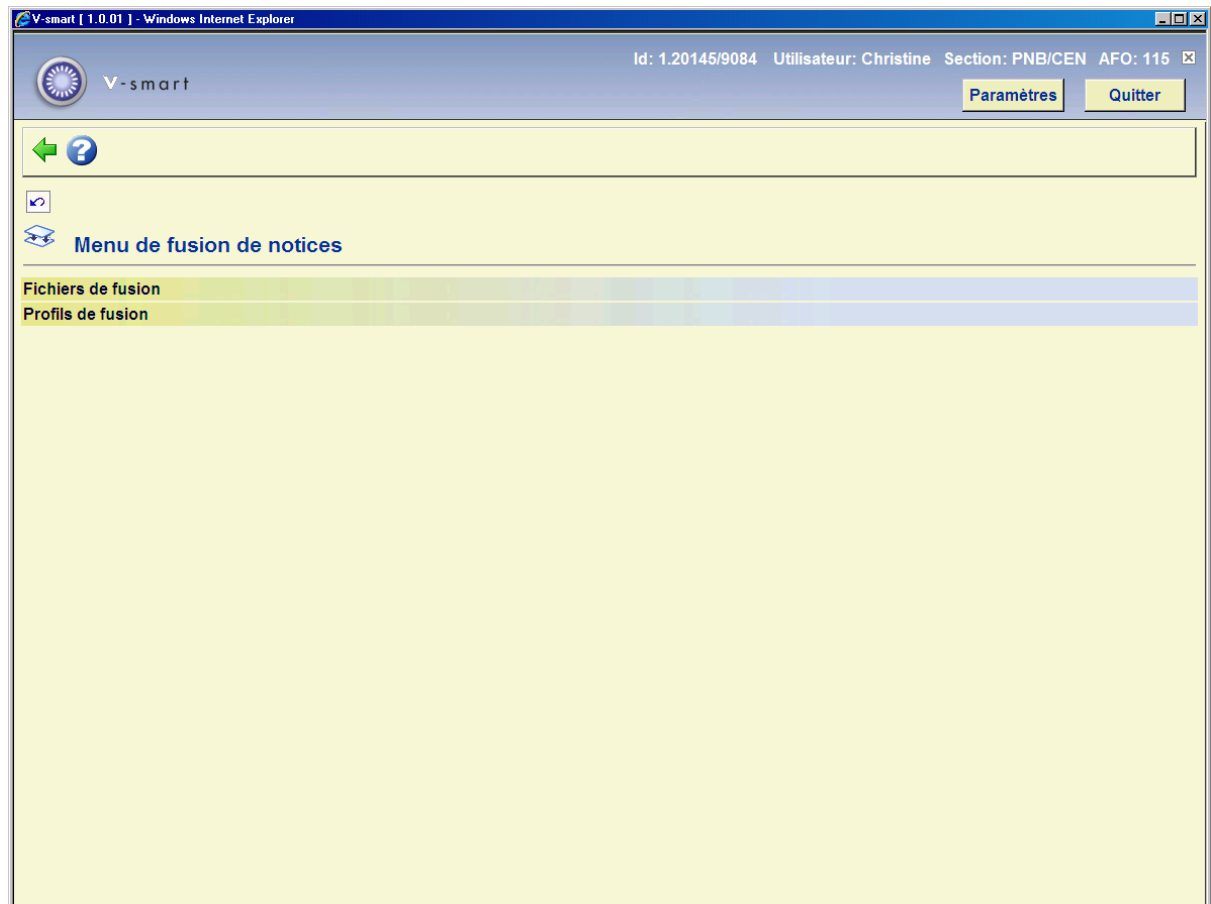 V-smart [ 1.0.01 ] - Windows Internet Explorer
Id: 1.20145/9084 Utilisateur: Christine Section: PNB/CEN AFO: 115
V-smart
Paramètres Quitter
Menu de fusion de notices
Fichiers de fusion
Profils de fusion